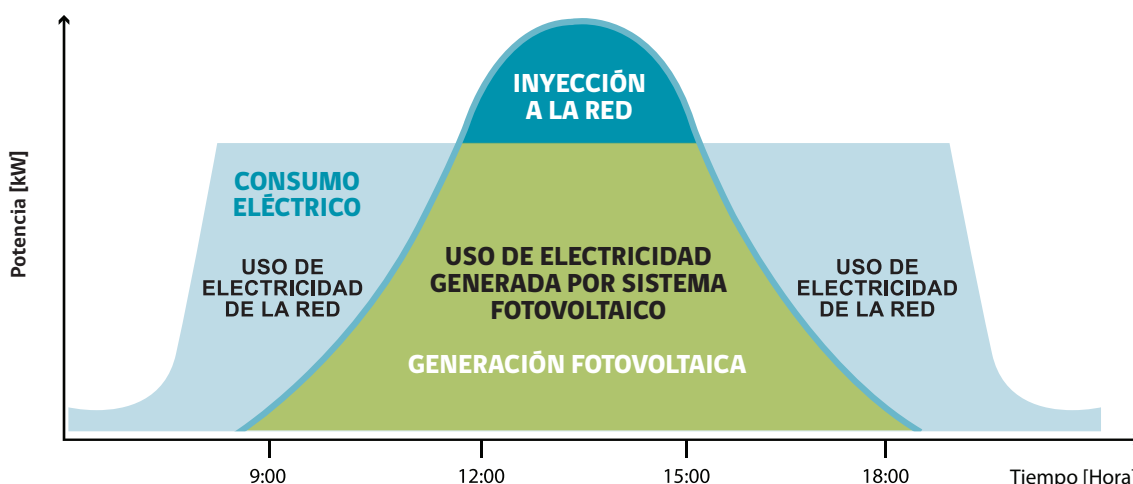 Potencia [kW]
INYECCIÓN
A LA RED
CONSUMO
ELÉCTRICO
USO DE
ELECTRICIDAD
DE LA RED
USO DE ELECTRICIDAD
GENERADA POR SISTEMA
FOTOVOLTAICO
GENERACIÓN FOTOVOLTAICA
USO DE
ELECTRICIDAD
DE LA RED
9:00
12:00
15:00
18:00
Tiempo [Hora]